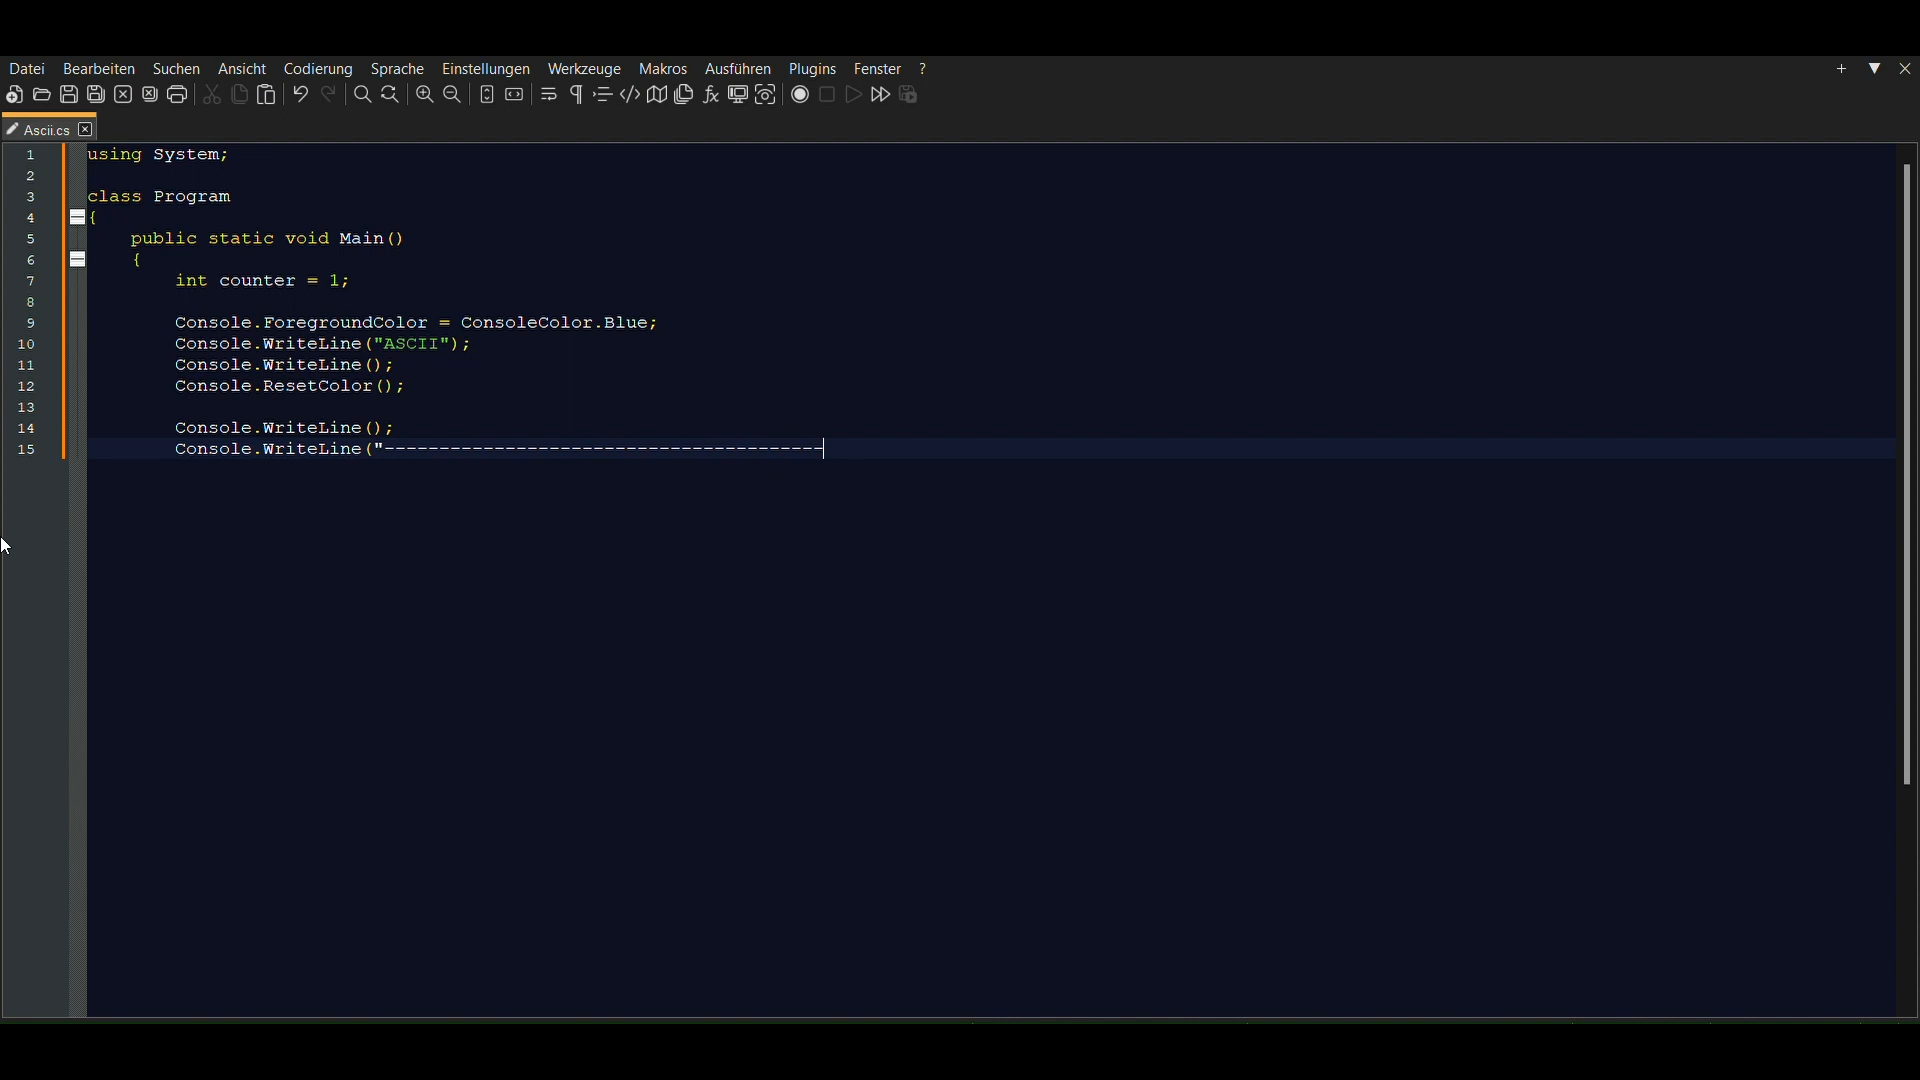 Datei Bearbeiten Suchen Ansicht Codierung Sprache Einstellungen Werkzeuge Makros Ausführen Plugins Fenster ?
Ascii.cs
1 using System;
2
3 class Program
4 {
5 public static void Main()
6 {
7 int counter = 1;
8
9 Console.ForegroundColor = ConsoleColor.Blue;
10 Console.WriteLine("ASCII");
11 Console.WriteLine();
12 Console.ResetColor();
13
14 Console.WriteLine();
15 Console.WriteLine("----------------------------------------